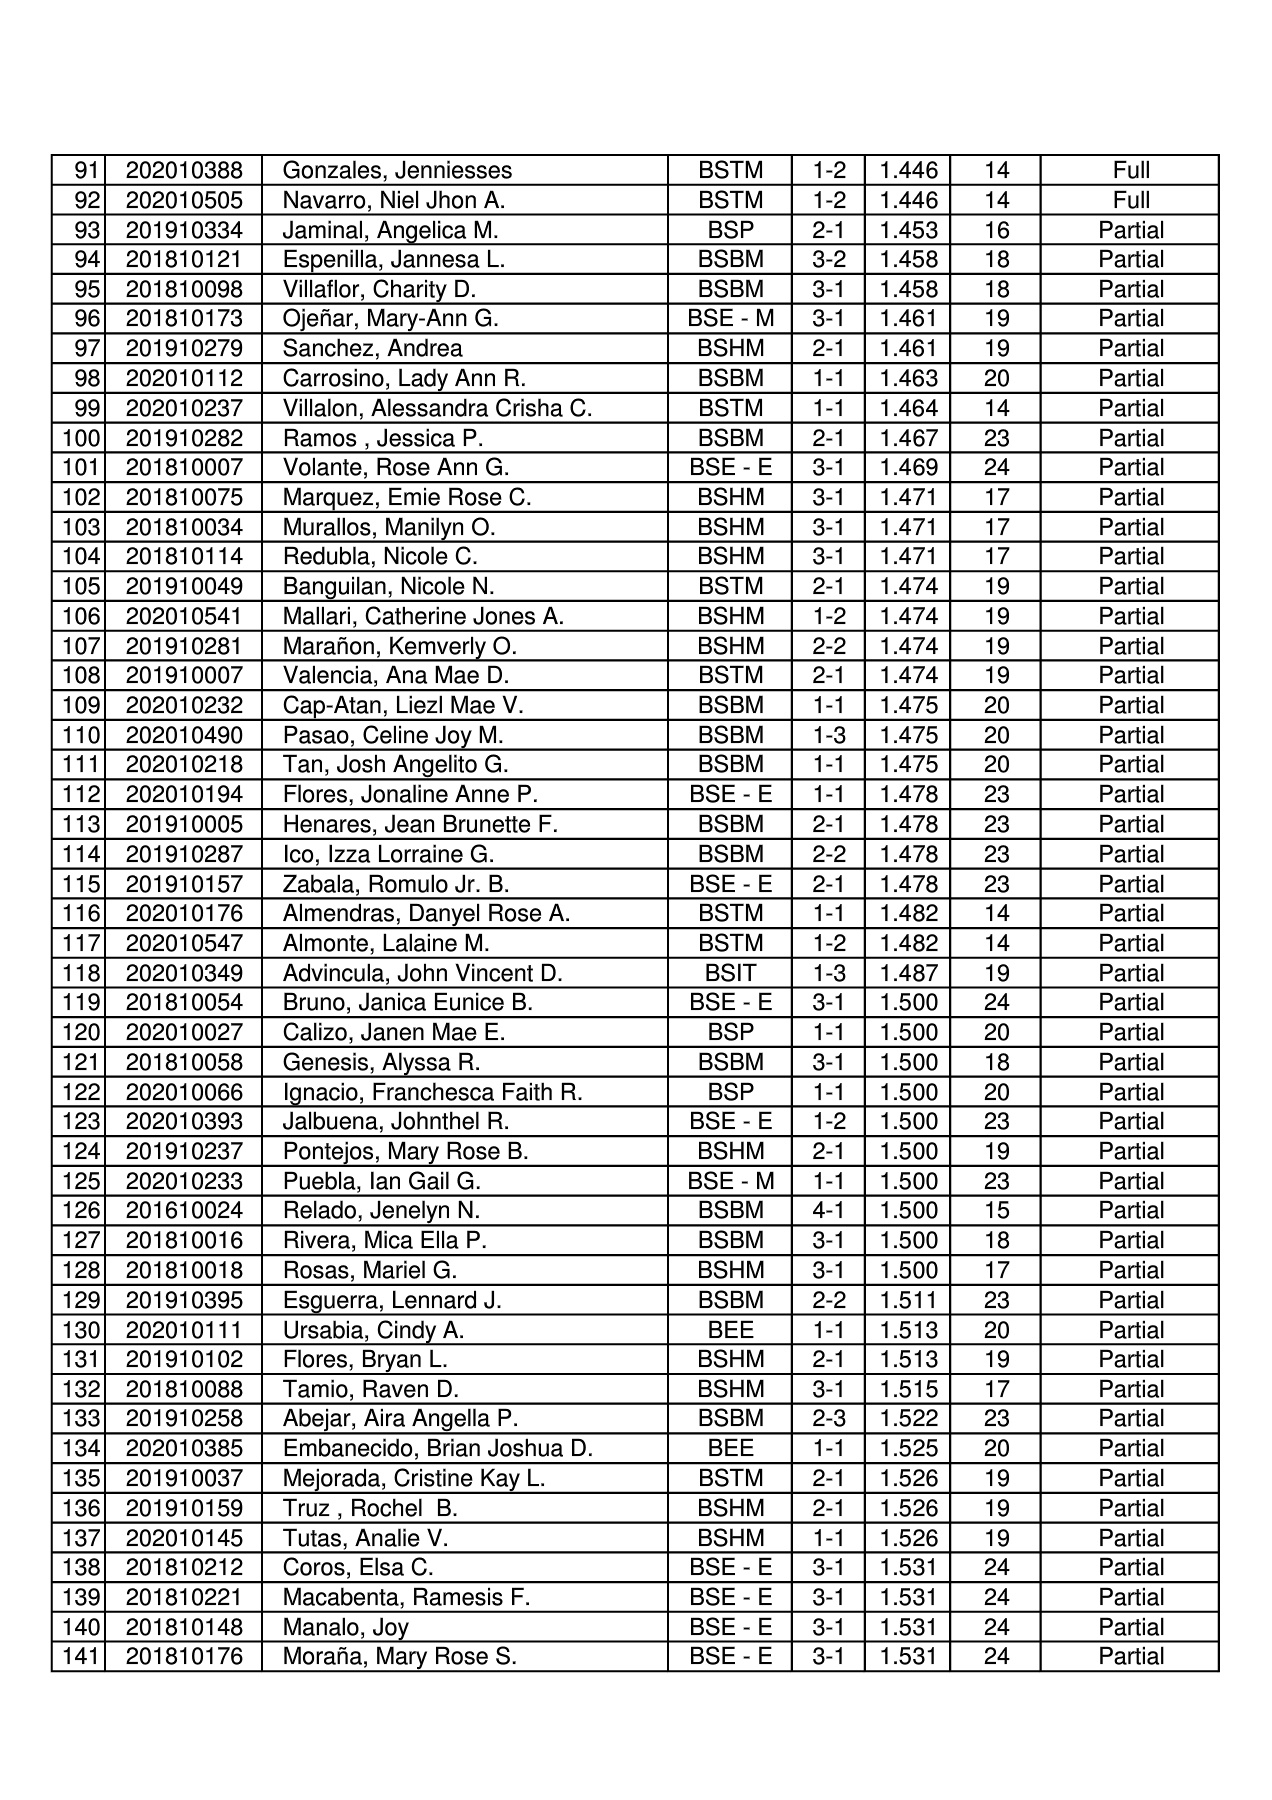 91 202010388 Gonzales, Jenniesses BSTM 1-2 1.446 14 Full
92 202010505 Navarro, Niel Jhon A. BSTM 1-2 1.446 14 Full
93 201910334 Jaminal, Angelica M. BSP 2-1 1.453 16 Partial
94 201810121 Espenilla, Jannesa L. BSBM 3-2 1.458 18 Partial
95 201810098 Villaflor, Charity D. BSBM 3-1 1.458 18 Partial
96 201810173 Ojeñar, Mary-Ann G. BSE - M 3-1 1.461 19 Partial
97 201910279 Sanchez, Andrea BSHM 2-1 1.461 19 Partial
98 202010112 Carrosino, Lady Ann R. BSBM 1-1 1.463 20 Partial
99 202010237 Villalon, Alessandra Crisha C. BSTM 1-1 1.464 14 Partial
100 201910282 Ramos , Jessica P. BSBM 2-1 1.467 23 Partial
101 201810007 Volante, Rose Ann G. BSE - E 3-1 1.469 24 Partial
102 201810075 Marquez, Emie Rose C. BSHM 3-1 1.471 17 Partial
103 201810034 Murallos, Manilyn O. BSHM 3-1 1.471 17 Partial
104 201810114 Redubla, Nicole C. BSHM 3-1 1.471 17 Partial
105 201910049 Banguilan, Nicole N. BSTM 2-1 1.474 19 Partial
106 202010541 Mallari, Catherine Jones A. BSHM 1-2 1.474 19 Partial
107 201910281 Marañon, Kemverly O. BSHM 2-2 1.474 19 Partial
108 201910007 Valencia, Ana Mae D. BSTM 2-1 1.474 19 Partial
109 202010232 Cap-Atan, Liezl Mae V. BSBM 1-1 1.475 20 Partial
110 202010490 Pasao, Celine Joy M. BSBM 1-3 1.475 20 Partial
111 202010218 Tan, Josh Angelito G. BSBM 1-1 1.475 20 Partial
112 202010194 Flores, Jonaline Anne P. BSE - E 1-1 1.478 23 Partial
113 201910005 Henares, Jean Brunette F. BSBM 2-1 1.478 23 Partial
114 201910287 Ico, Izza Lorraine G. BSBM 2-2 1.478 23 Partial
115 201910157 Zabala, Romulo Jr. B. BSE - E 2-1 1.478 23 Partial
116 202010176 Almendras, Danyel Rose A. BSTM 1-1 1.482 14 Partial
117 202010547 Almonte, Lalaine M. BSTM 1-2 1.482 14 Partial
118 202010349 Advincula, John Vincent D. BSIT 1-3 1.487 19 Partial
119 201810054 Bruno, Janica Eunice B. BSE - E 3-1 1.500 24 Partial
120 202010027 Calizo, Janen Mae E. BSP 1-1 1.500 20 Partial
121 201810058 Genesis, Alyssa R. BSBM 3-1 1.500 18 Partial
122 202010066 Ignacio, Franchesca Faith R. BSP 1-1 1.500 20 Partial
123 202010393 Jalbuena, Johnthel R. BSE - E 1-2 1.500 23 Partial
124 201910237 Pontejos, Mary Rose B. BSHM 2-1 1.500 19 Partial
125 202010233 Puebla, Ian Gail G. BSE - M 1-1 1.500 23 Partial
126 201610024 Relado, Jenelyn N. BSBM 4-1 1.500 15 Partial
127 201810016 Rivera, Mica Ella P. BSBM 3-1 1.500 18 Partial
128 201810018 Rosas, Mariel G. BSHM 3-1 1.500 17 Partial
129 201910395 Esguerra, Lennard J. BSBM 2-2 1.511 23 Partial
130 202010111 Ursabia, Cindy A. BEE 1-1 1.513 20 Partial
131 201910102 Flores, Bryan L. BSHM 2-1 1.513 19 Partial
132 201810088 Tamio, Raven D. BSHM 3-1 1.515 17 Partial
133 201910258 Abejar, Aira Angella P. BSBM 2-3 1.522 23 Partial
134 202010385 Embanecido, Brian Joshua D. BEE 1-1 1.525 20 Partial
135 201910037 Mejorada, Cristine Kay L. BSTM 2-1 1.526 19 Partial
136 201910159 Truz , Rochel  B. BSHM 2-1 1.526 19 Partial
137 202010145 Tutas, Analie V. BSHM 1-1 1.526 19 Partial
138 201810212 Coros, Elsa C. BSE - E 3-1 1.531 24 Partial
139 201810221 Macabenta, Ramesis F. BSE - E 3-1 1.531 24 Partial
140 201810148 Manalo, Joy BSE - E 3-1 1.531 24 Partial
141 201810176 Moraña, Mary Rose S. BSE - E 3-1 1.531 24 Partial